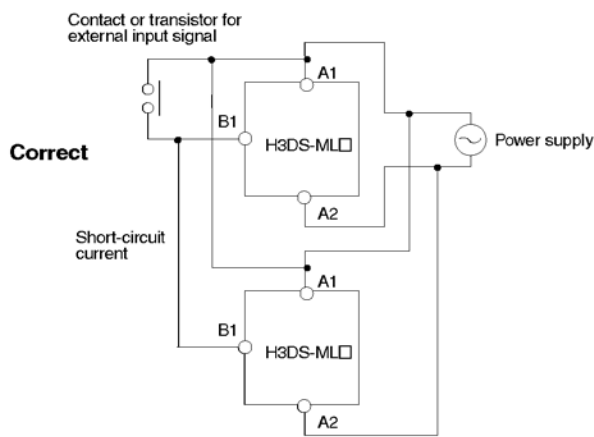 Contact or transistor for
external input signal
A1
B1
H3DS-ML□
Power supply
Correct
A2
Short-circuit
current
A1
B1
H3DS-ML□
A2